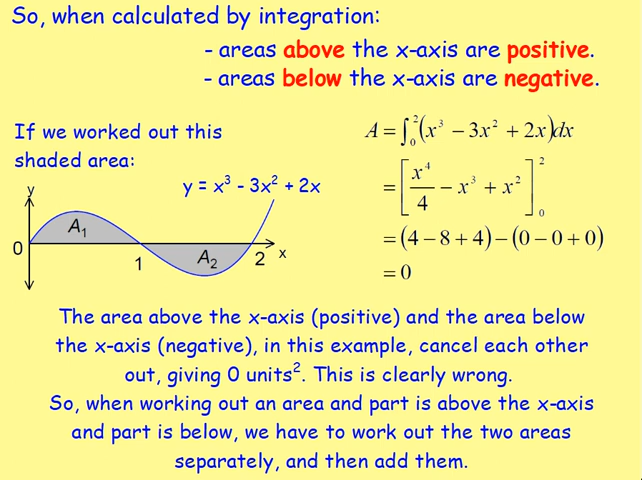 So, when calculated by integration:
- areas above the x-axis are positive.
- areas below the x-axis are negative.
If we worked out this
shaded area:
y = x³ - 3x² + 2x
y
A₁
A₂
0
1
2
x
A = ∫₀²(x³ − 3x² + 2x)dx
= [x⁴/4 − x³ + x²]₀²
= (4 − 8 + 4) − (0 − 0 + 0)
= 0
The area above the x-axis (positive) and the area below
the x-axis (negative), in this example, cancel each other
out, giving 0 units². This is clearly wrong.
So, when working out an area and part is above the x-axis
and part is below, we have to work out the two areas
separately, and then add them.